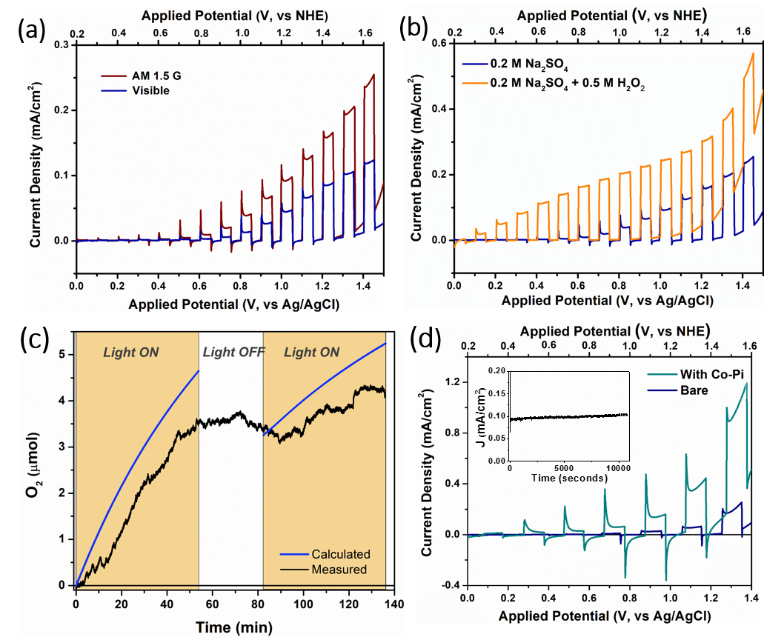 (a)
Applied Potential (V, vs NHE)
0.2 0.4 0.6 0.8 1.0 1.2 1.4 1.6
Current Density (mA/cm²)
0.3
0.2
0.1
0.0
AM 1.5 G
Visible
0.0 0.2 0.4 0.6 0.8 1.0 1.2 1.4
Applied Potential (V, vs Ag/AgCl)
(b)
Applied Potential (V, vs NHE)
0.2 0.4 0.6 0.8 1.0 1.2 1.4 1.6
Current Density (mA/cm²)
0.6
0.4
0.2
0.0
0.2 M Na₂SO₄
0.2 M Na₂SO₄ + 0.5 M H₂O₂
0.0 0.2 0.4 0.6 0.8 1.0 1.2 1.4
Applied Potential (V, vs Ag/AgCl)
(c)
Light ON
Light OFF
Light ON
O₂ (μmol)
5
4
3
2
1
0
Calculated
Measured
0 20 40 60 80 100 120 140
Time (min)
(d)
Applied Potential (V, vs NHE)
0.2 0.4 0.6 0.8 1.0 1.2 1.4 1.6
Current Density (mA/cm²)
1.2
0.8
0.4
0.0
-0.4
With Co-Pi
Bare
J (mA/cm²)
0.20
0.15
0.10
0.05
0.00
0 5000 10000
Time (seconds)
0.0 0.2 0.4 0.6 0.8 1.0 1.2 1.4
Applied Potential (V, vs Ag/AgCl)